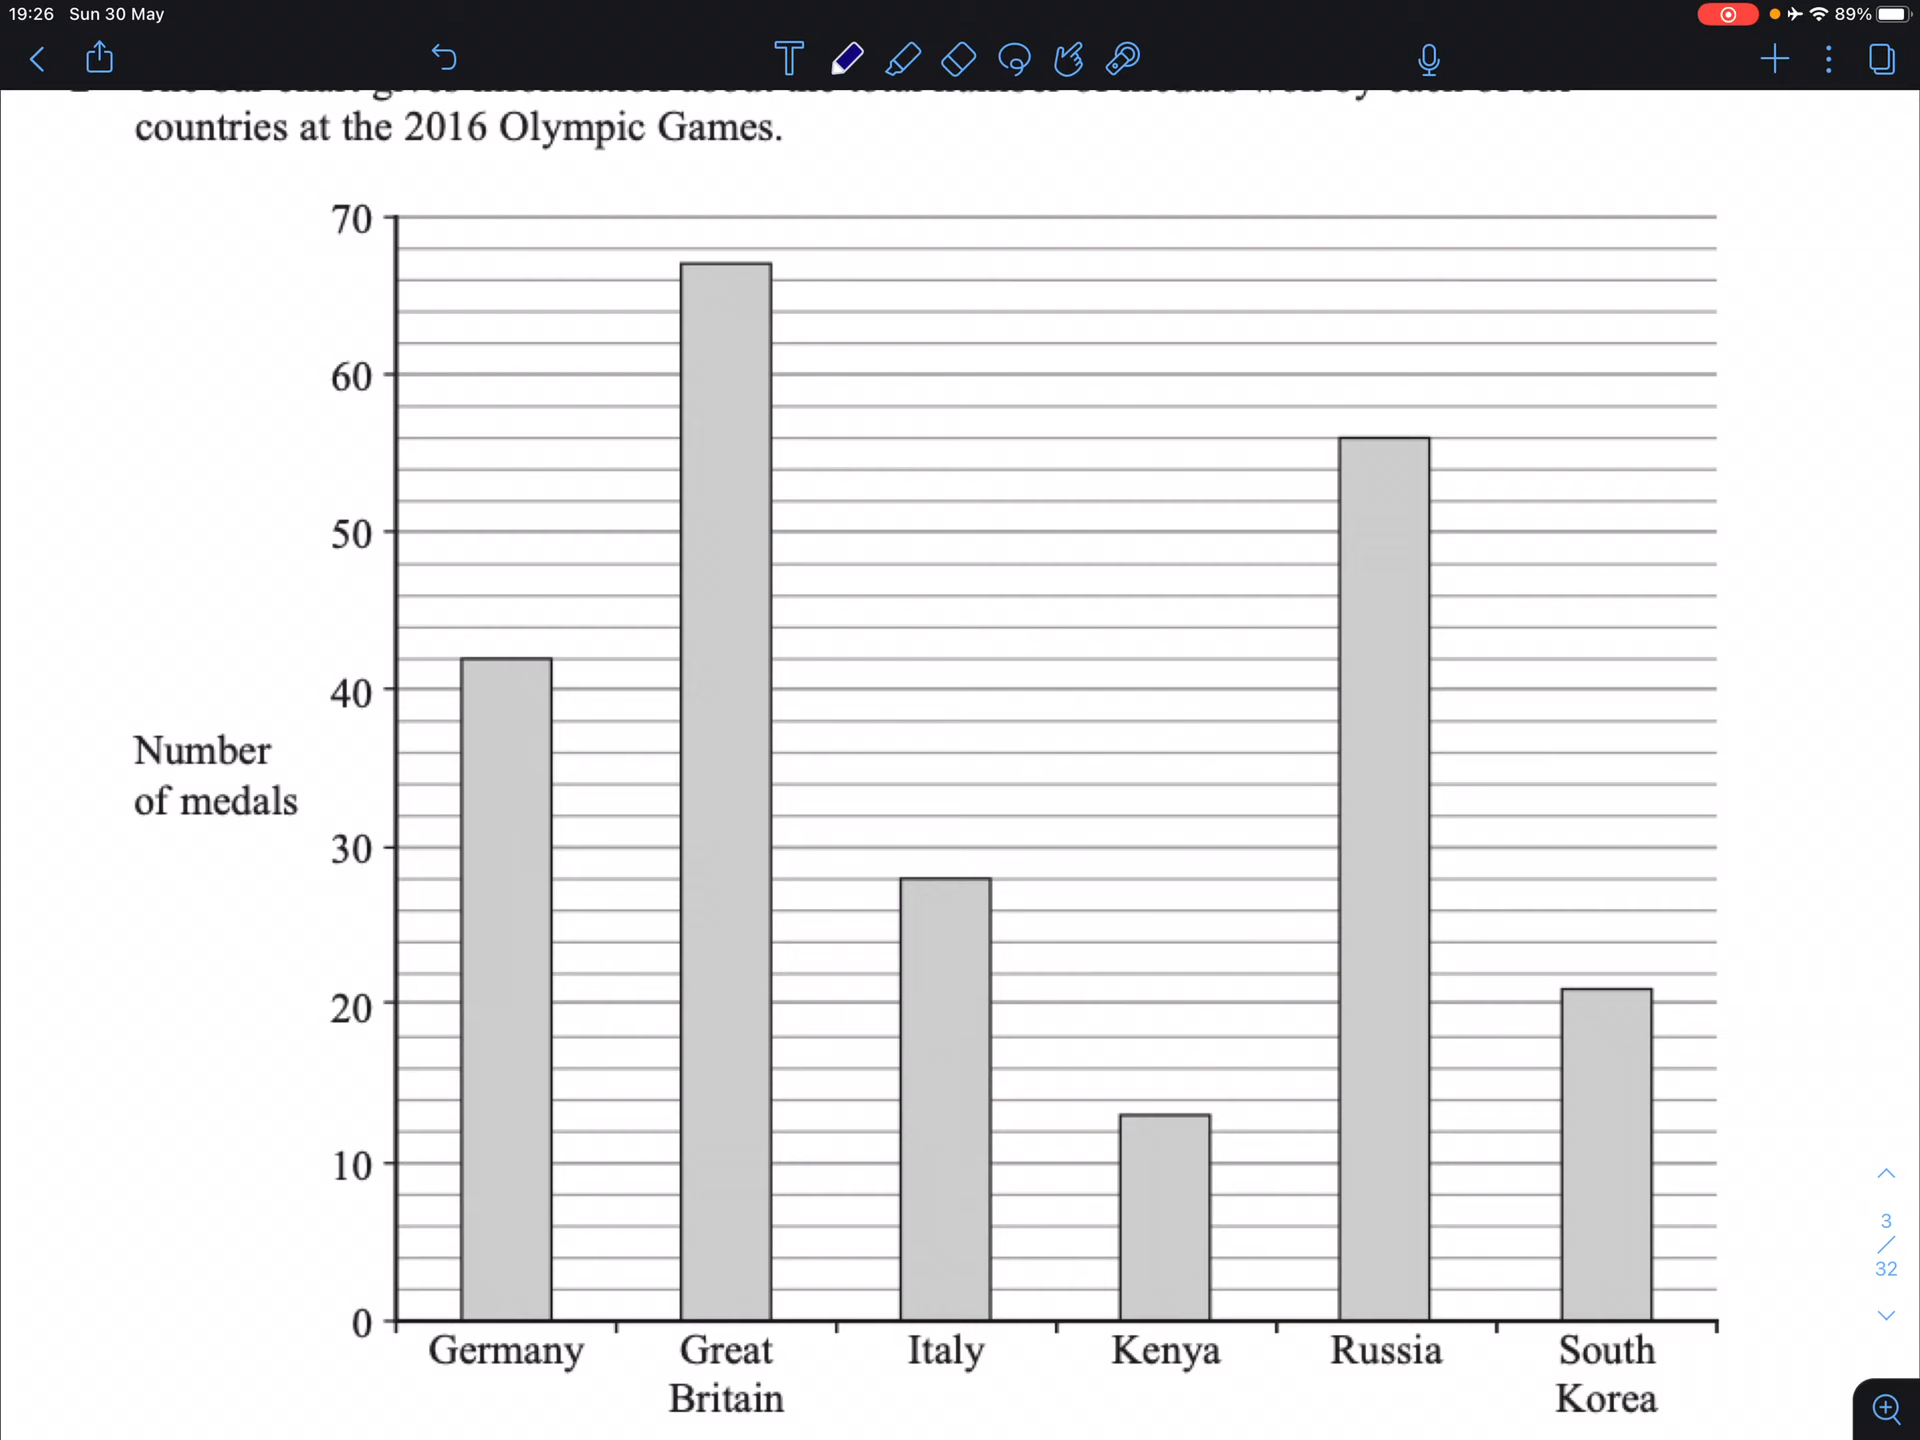 19:26 Sun 30 May
89%
countries at the 2016 Olympic Games.
70
60
50
40
Number
of medals
30
20
10
0
Germany Great Italy Kenya Russia South
Britain Korea
3
/
32